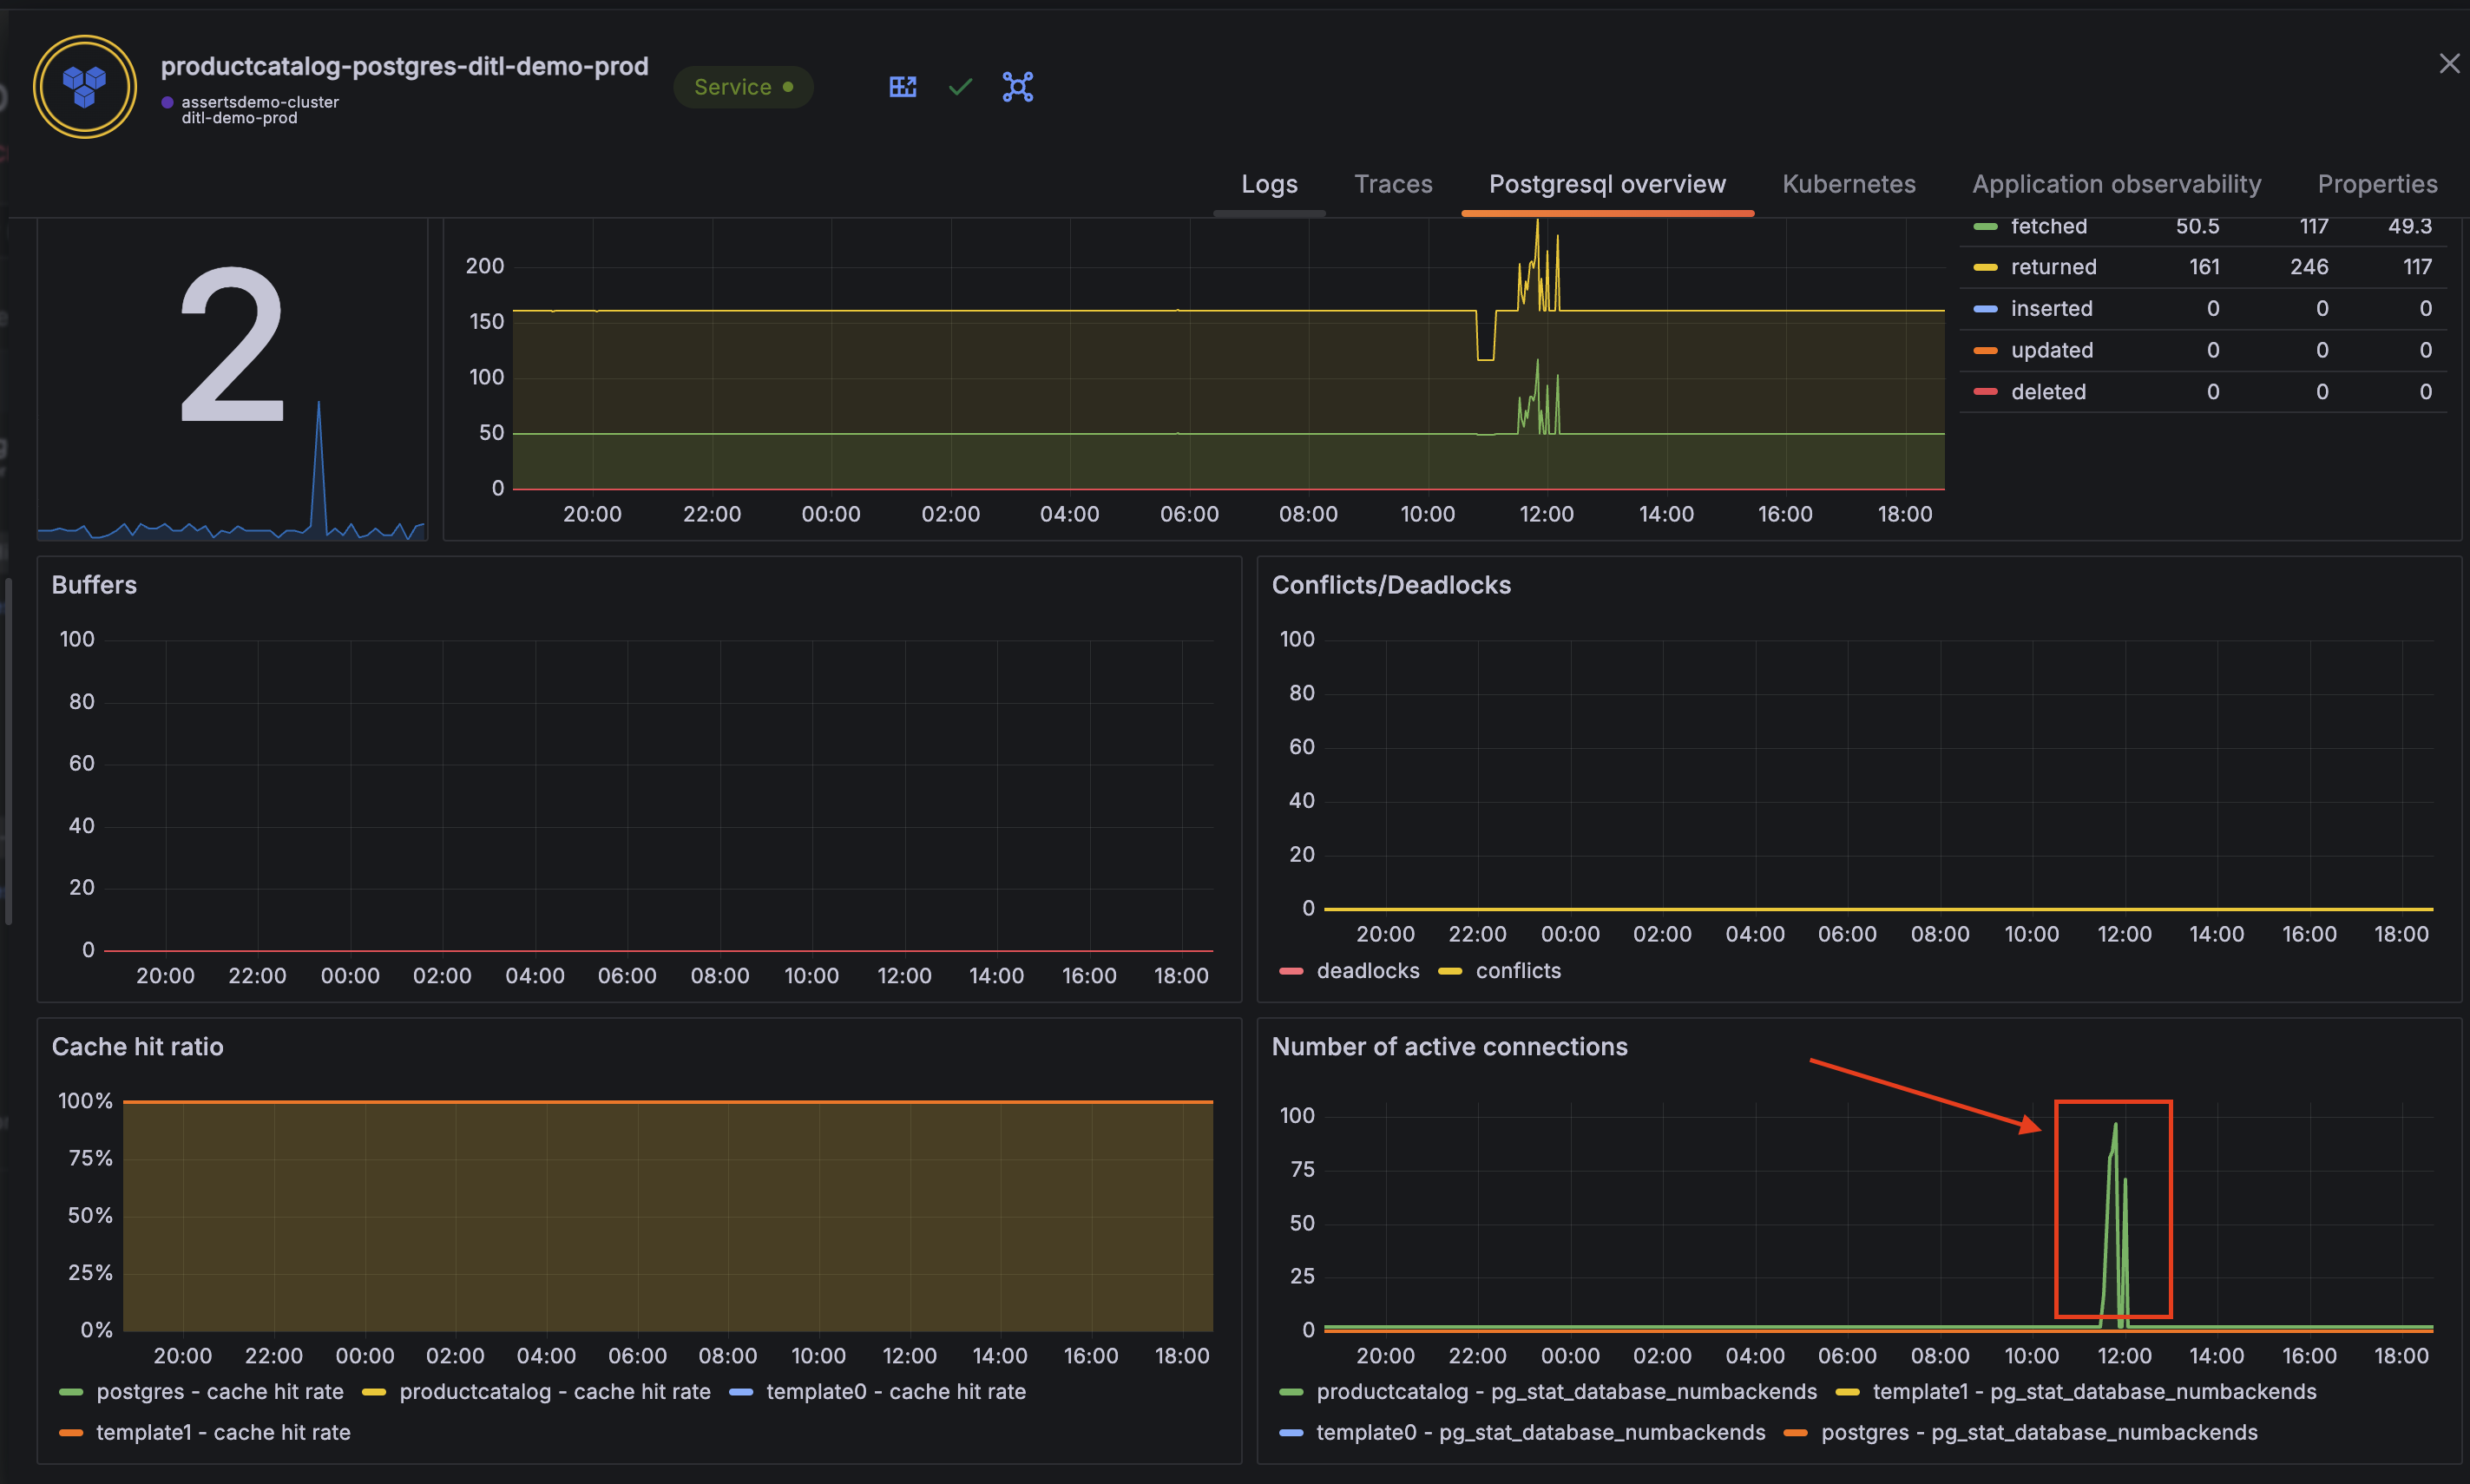 productcatalog-postgres-ditl-demo-prod
assertsdemo-cluster
ditl-demo-prod
Service
Logs Traces Postgresql overview Kubernetes Application observability Properties
2
200
150
100
50
0
20:00 22:00 00:00 02:00 04:00 06:00 08:00 10:00 12:00 14:00 16:00 18:00
fetched 50.5 117 49.3
returned 161 246 117
inserted 0 0 0
updated 0 0 0
deleted 0 0 0
Buffers
100
80
60
40
20
0
20:00 22:00 00:00 02:00 04:00 06:00 08:00 10:00 12:00 14:00 16:00 18:00
Conflicts/Deadlocks
100
80
60
40
20
0
20:00 22:00 00:00 02:00 04:00 06:00 08:00 10:00 12:00 14:00 16:00 18:00
deadlocks conflicts
Cache hit ratio
100%
75%
50%
25%
0%
20:00 22:00 00:00 02:00 04:00 06:00 08:00 10:00 12:00 14:00 16:00 18:00
postgres - cache hit rate productcatalog - cache hit rate template0 - cache hit rate
template1 - cache hit rate
Number of active connections
100
75
50
25
0
20:00 22:00 00:00 02:00 04:00 06:00 08:00 10:00 12:00 14:00 16:00 18:00
productcatalog - pg_stat_database_numbackends template1 - pg_stat_database_numbackends
template0 - pg_stat_database_numbackends postgres - pg_stat_database_numbackends